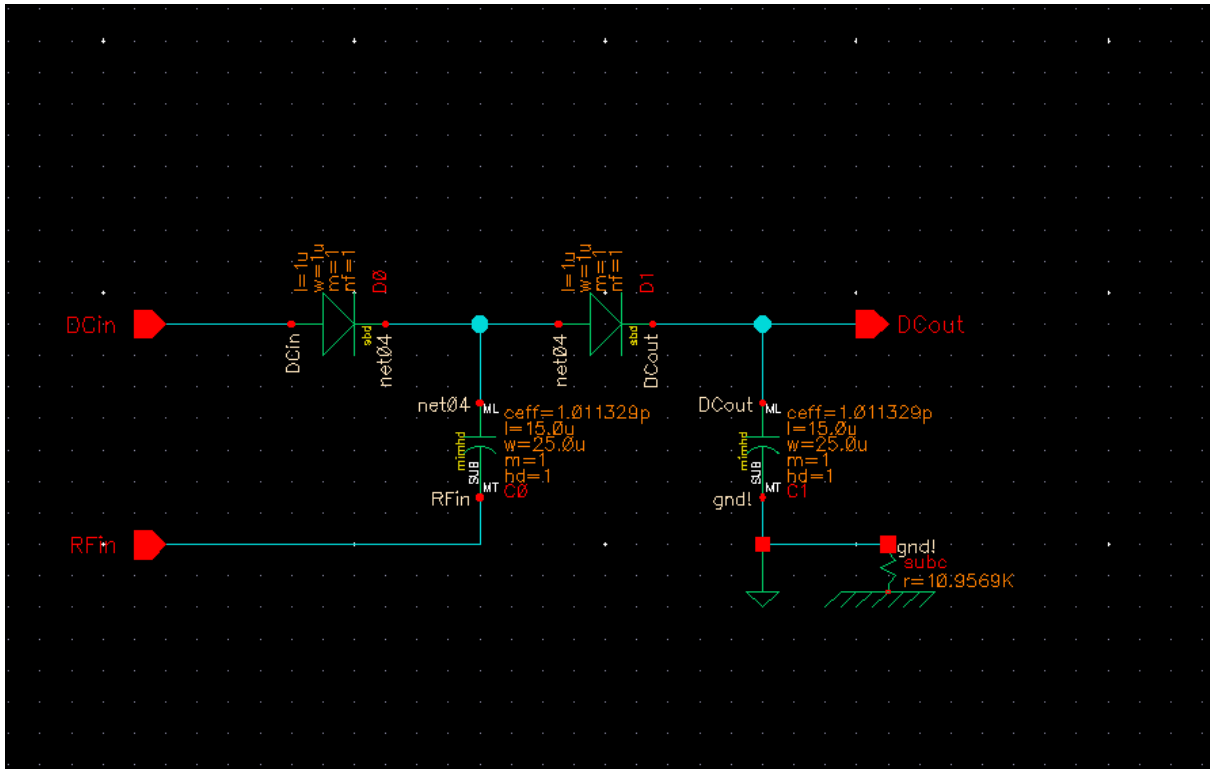 l=1u
w=1u
m=1
nf=1
D0
l=1u
w=1u
m=1
nf=1
D1
DCin
DCin
sbd
net04
net04
sbd
DCout
DCout
net04
ML
ceff=1.011329p
l=15.0u
w=25.0u
m=1
hd=1
mimhd
SUB
MT
C0
RFin
DCout
ML
ceff=1.011329p
l=15.0u
w=25.0u
m=1
hd=1
mimhd
SUB
MT
C1
gnd!
RFin
gnd!
subc
r=10.9569K